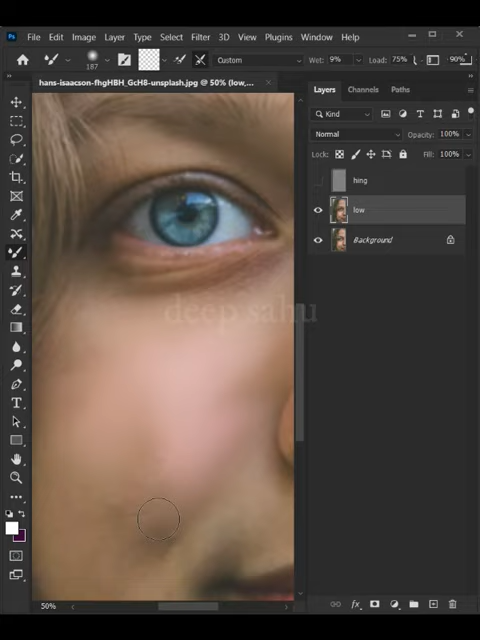 Ps File Edit Image Layer Type Select Filter 3D View Plugins Window Help
187 Custom Wet: 9% Load: 75% 90%
hans-isaacson-fhgHBH_GcH8-unsplash.jpg @ 50% (low,...
Layers Channels Paths
Kind
Normal Opacity: 100%
Lock: Fill: 100%
hing
low
Background
deep sahu
50%
fx